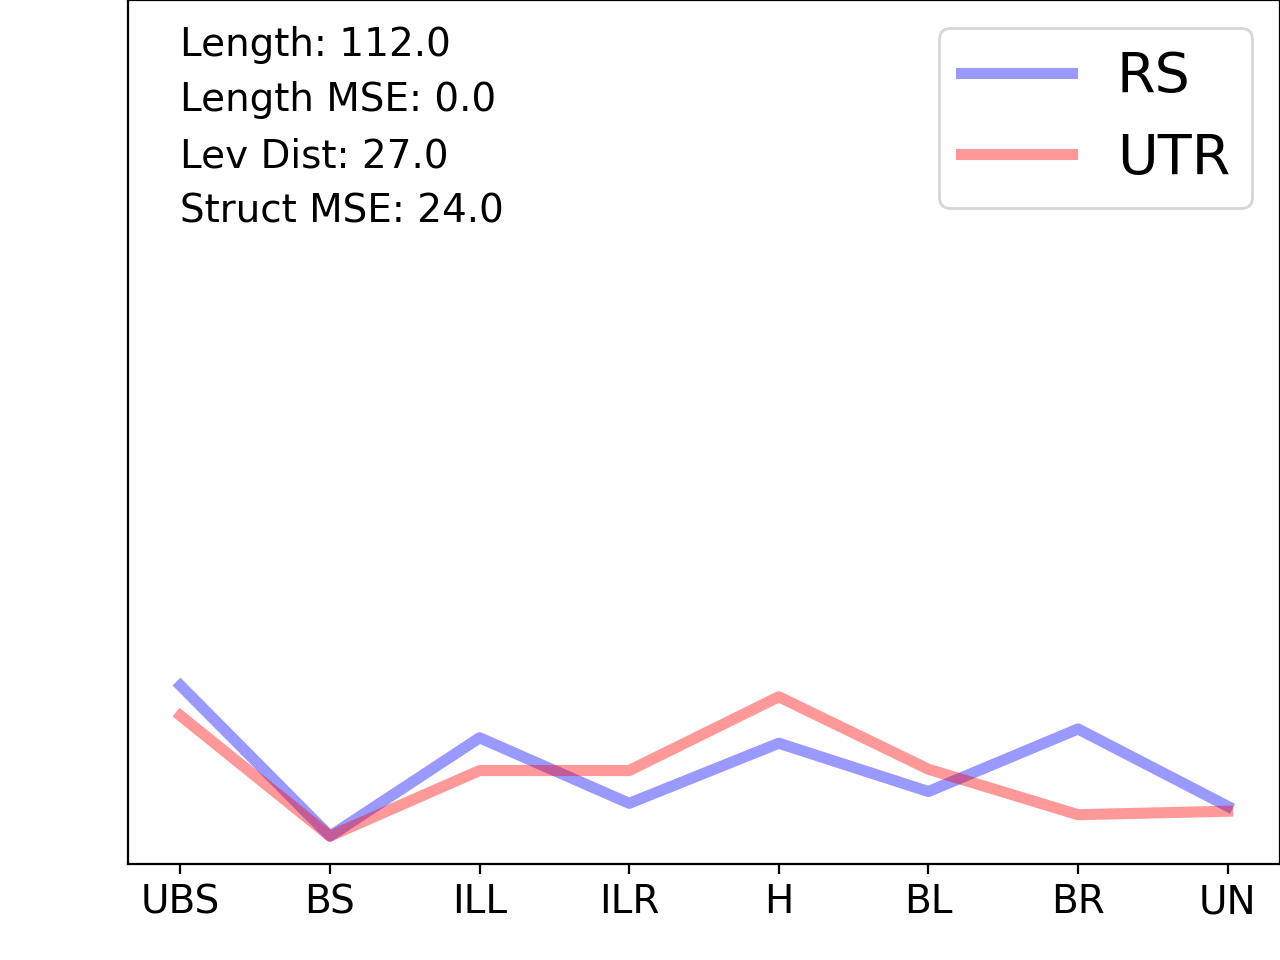 Length: 112.0
Length MSE: 0.0
Lev Dist: 27.0
Struct MSE: 24.0
RS
UTR
UBS BS ILL ILR H BL BR UN